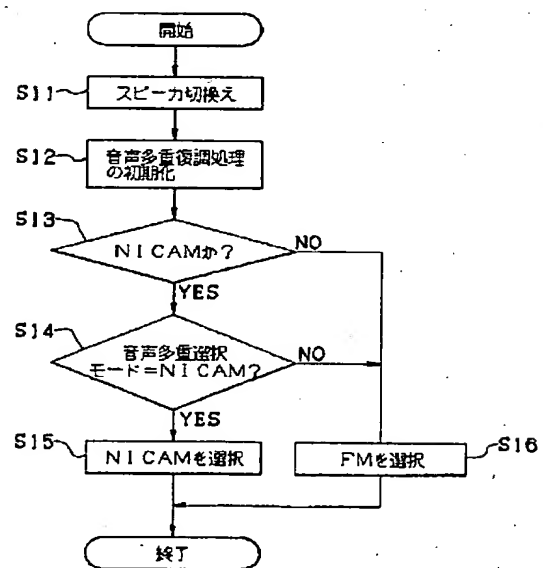 開始
S11
スピーカ切換え
S12
音声多重復調処理
の初期化
S13
NICAMか?
NO
YES
S14
音声多重選択
モード=NICAM?
NO
YES
S15
NICAMを選択
FMを選択
S16
終了